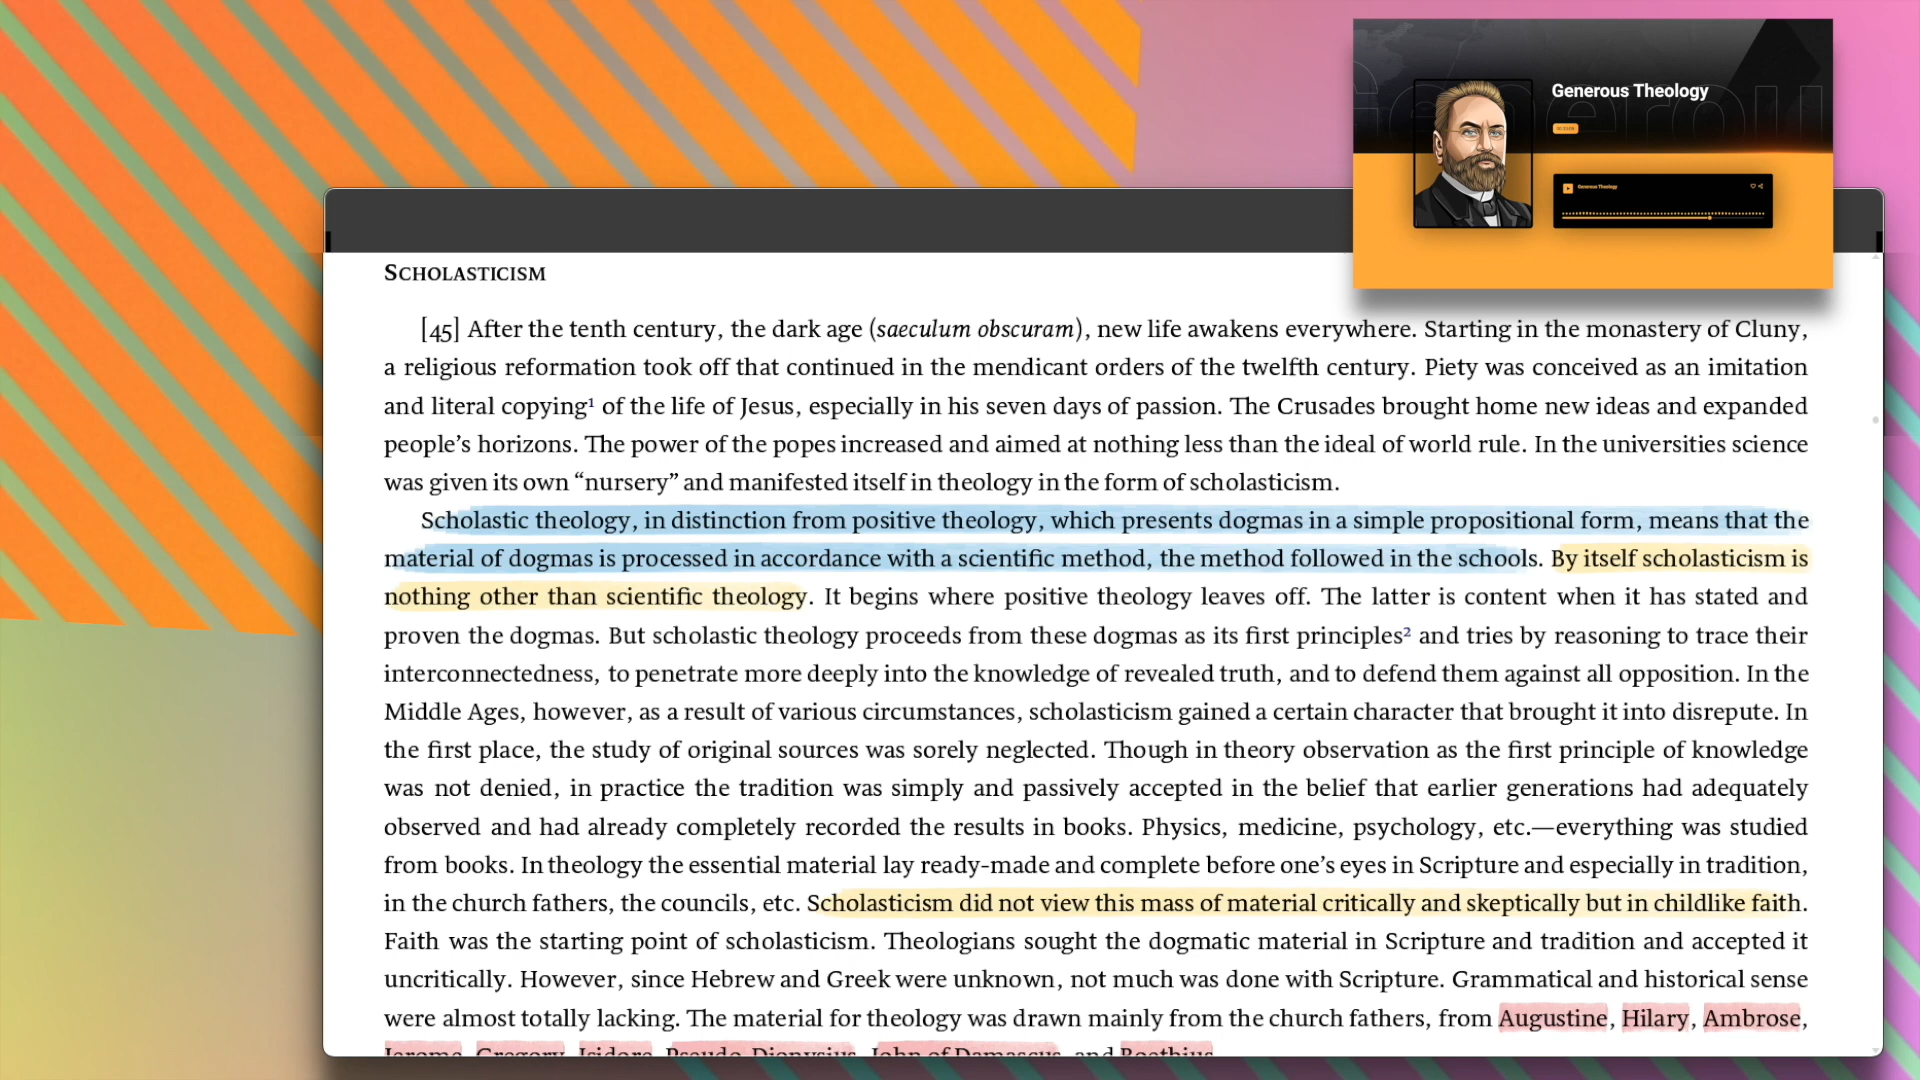 Generous Theology
Generous Theology
SCHOLASTICISM
[45] After the tenth century, the dark age (saeculum obscuram), new life awakens everywhere. Starting in the monastery of Cluny,
a religious reformation took off that continued in the mendicant orders of the twelfth century. Piety was conceived as an imitation
and literal copying¹ of the life of Jesus, especially in his seven days of passion. The Crusades brought home new ideas and expanded
people’s horizons. The power of the popes increased and aimed at nothing less than the ideal of world rule. In the universities science
was given its own “nursery” and manifested itself in theology in the form of scholasticism.
Scholastic theology, in distinction from positive theology, which presents dogmas in a simple propositional form, means that the
material of dogmas is processed in accordance with a scientific method, the method followed in the schools. By itself scholasticism is
nothing other than scientific theology. It begins where positive theology leaves off. The latter is content when it has stated and
proven the dogmas. But scholastic theology proceeds from these dogmas as its first principles² and tries by reasoning to trace their
interconnectedness, to penetrate more deeply into the knowledge of revealed truth, and to defend them against all opposition. In the
Middle Ages, however, as a result of various circumstances, scholasticism gained a certain character that brought it into disrepute. In
the first place, the study of original sources was sorely neglected. Though in theory observation as the first principle of knowledge
was not denied, in practice the tradition was simply and passively accepted in the belief that earlier generations had adequately
observed and had already completely recorded the results in books. Physics, medicine, psychology, etc.—everything was studied
from books. In theology the essential material lay ready-made and complete before one’s eyes in Scripture and especially in tradition,
in the church fathers, the councils, etc. Scholasticism did not view this mass of material critically and skeptically but in childlike faith.
Faith was the starting point of scholasticism. Theologians sought the dogmatic material in Scripture and tradition and accepted it
uncritically. However, since Hebrew and Greek were unknown, not much was done with Scripture. Grammatical and historical sense
were almost totally lacking. The material for theology was drawn mainly from the church fathers, from Augustine, Hilary, Ambrose,
Jerome, Gregory, Isidore, Pseudo-Dionysius, John of Damascus, and Boethius